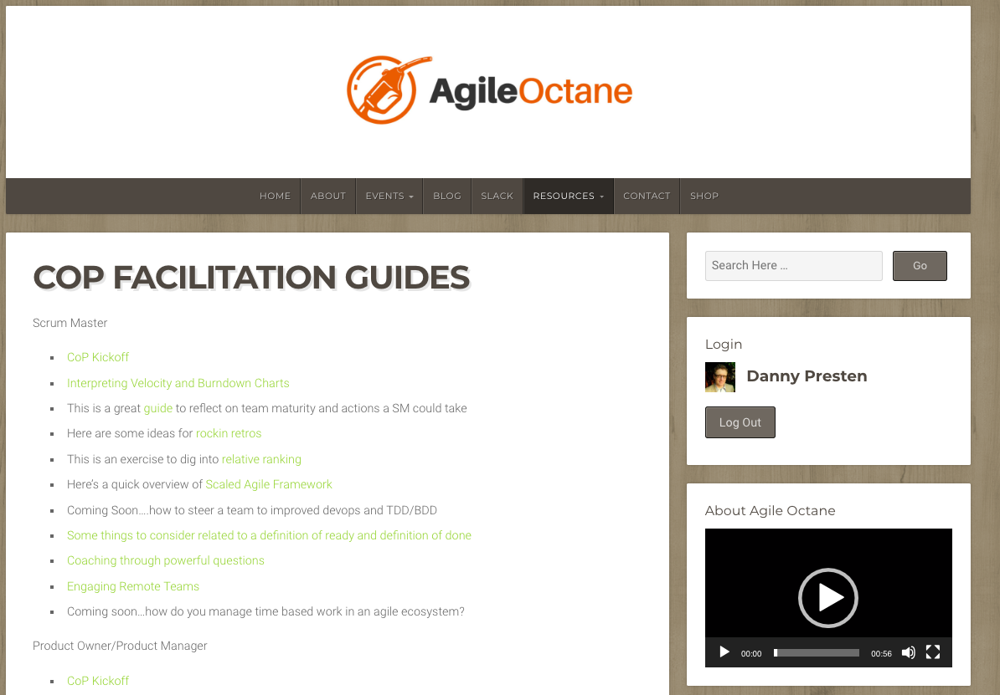 AgileOctane
HOME ABOUT EVENTS BLOG SLACK RESOURCES CONTACT SHOP
COP FACILITATION GUIDES
Scrum Master
CoP Kickoff
Interpreting Velocity and Burndown Charts
This is a great guide to reflect on team maturity and actions a SM could take
Here are some ideas for rockin retros
This is an exercise to dig into relative ranking
Here's a quick overview of Scaled Agile Framework
Coming Soon....how to steer a team to improved devops and TDD/BDD
Some things to consider related to a definition of ready and definition of done
Coaching through powerful questions
Engaging Remote Teams
Coming soon...how do you manage time based work in an agile ecosystem?
Product Owner/Product Manager
CoP Kickoff
Search Here ... Go
Login
Danny Presten
Log Out
About Agile Octane
00:00 00:56